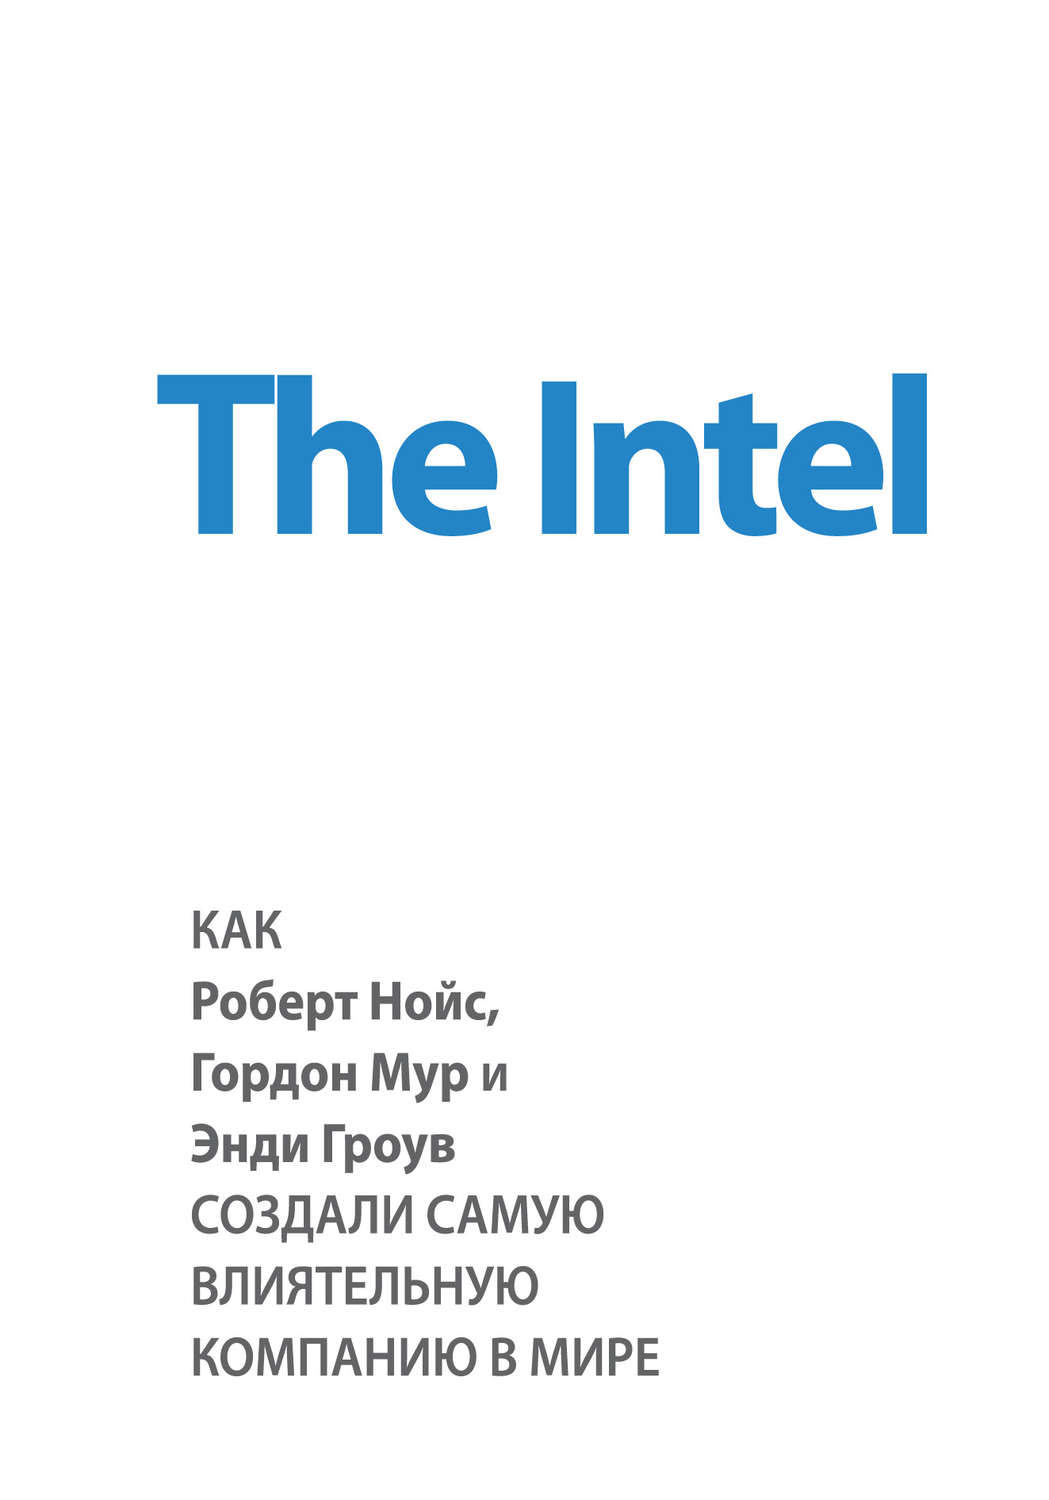 The Intel
КАК
Роберт Нойс,
Гордон Мур и
Энди Гроув
СОЗДАЛИ САМУЮ
ВЛИЯТЕЛЬНУЮ
КОМПАНИЮ В МИРЕ